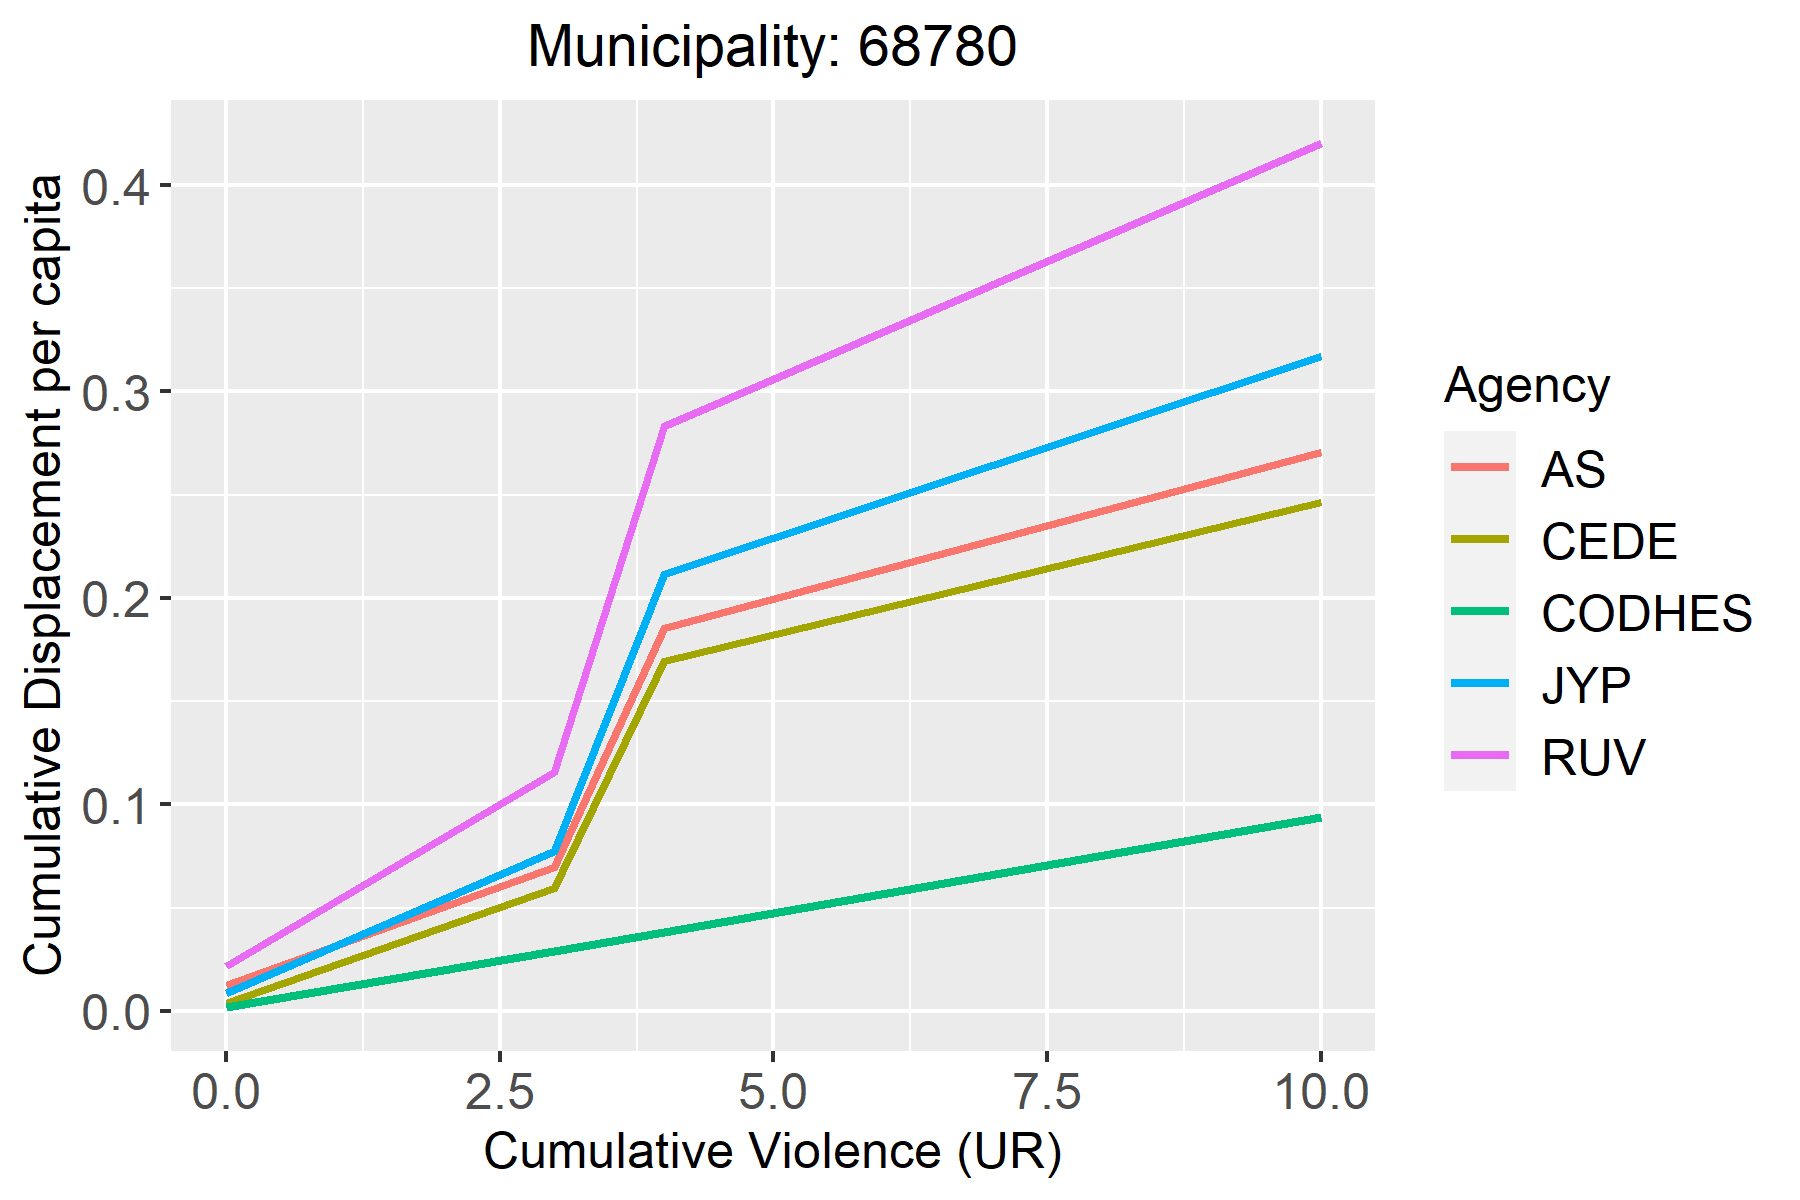 Municipality: 68780
Cumulative Displacement per capita
0.4
0.3
0.2
0.1
0.0
0.0 2.5 5.0 7.5 10.0
Cumulative Violence (UR)
Agency
AS
CEDE
CODHES
JYP
RUV